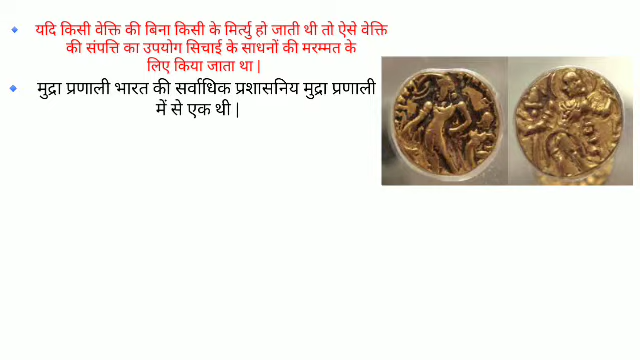 यदि किसी वेक्ति की बिना किसी के मिर्त्यु हो जाती थी तो ऐसे वेक्ति
की संपत्ति का उपयोग सिचाई के साधनों की मरम्मत के
लिए किया जाता था |
मुद्रा प्रणाली भारत की सर्वाधिक प्रशासनिय मुद्रा प्रणाली
में से एक थी |